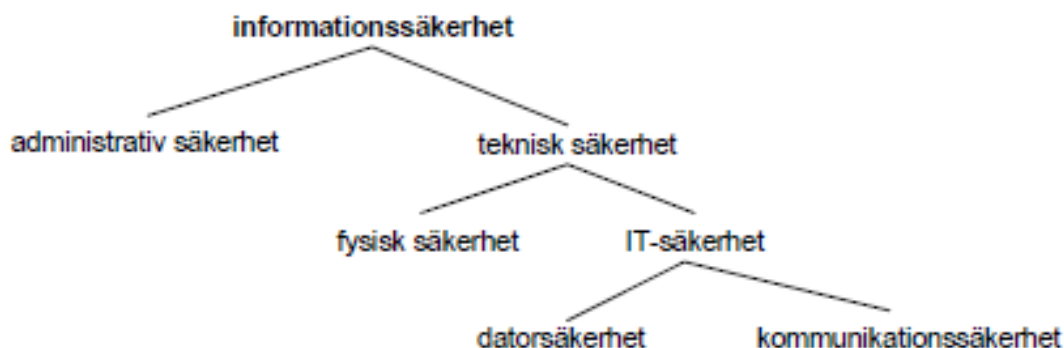 informationssäkerhet
administrativ säkerhet teknisk säkerhet
fysisk säkerhet IT-säkerhet
datorsäkerhet kommunikationssäkerhet